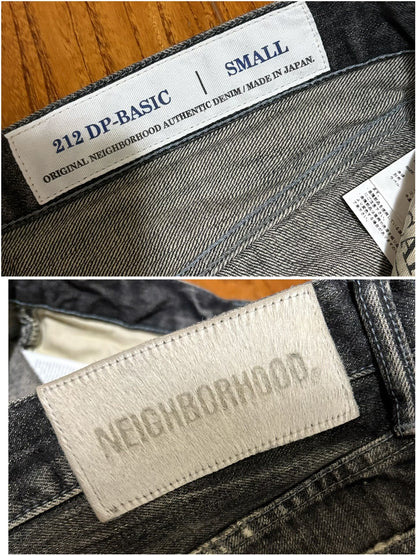 212 DP-BASIC | SMALL
ORIGINAL NEIGHBORHOOD AUTHENTIC DENIM / MADE IN JAPAN.
NEIGHBORHOOD®